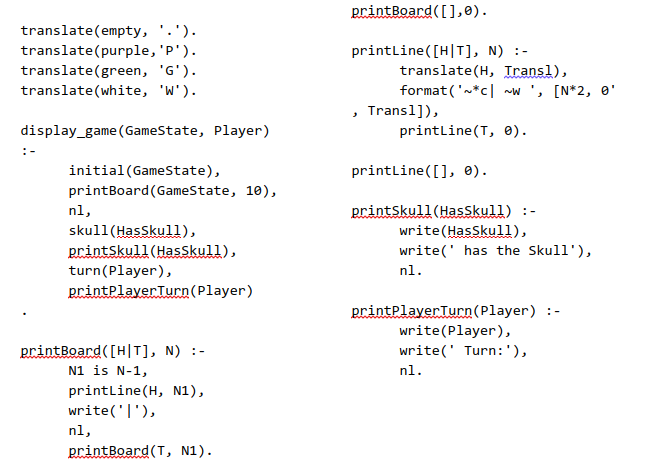 translate(empty, '.').
translate(purple,'P').
translate(green, 'G').
translate(white, 'W').
display_game(GameState, Player)
:-
initial(GameState),
printBoard(GameState, 10),
nl,
skull(HasSkull),
printSkull(HasSkull),
turn(Player),
printPlayerTurn(Player)
.
printBoard([H|T], N) :-
N1 is N-1,
printLine(H, N1),
write('|'),
nl,
printBoard(T, N1).
printBoard([],0).
printLine([H|T], N) :-
translate(H, Transl),
format('~*c| ~w ', [N*2, 0'
, Transl]),
printLine(T, 0).
printLine([], 0).
printSkull(HasSkull) :-
write(HasSkull),
write(' has the Skull'),
nl.
printPlayerTurn(Player) :-
write(Player),
write(' Turn:'),
nl.